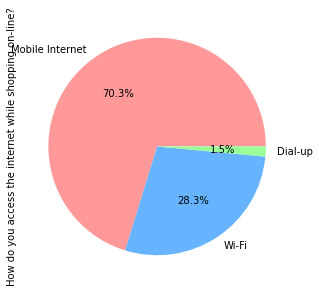 How do you access the internet while shopping on-line?
Mobile Internet
70.3%
1.5%
Dial-up
28.3%
Wi-Fi